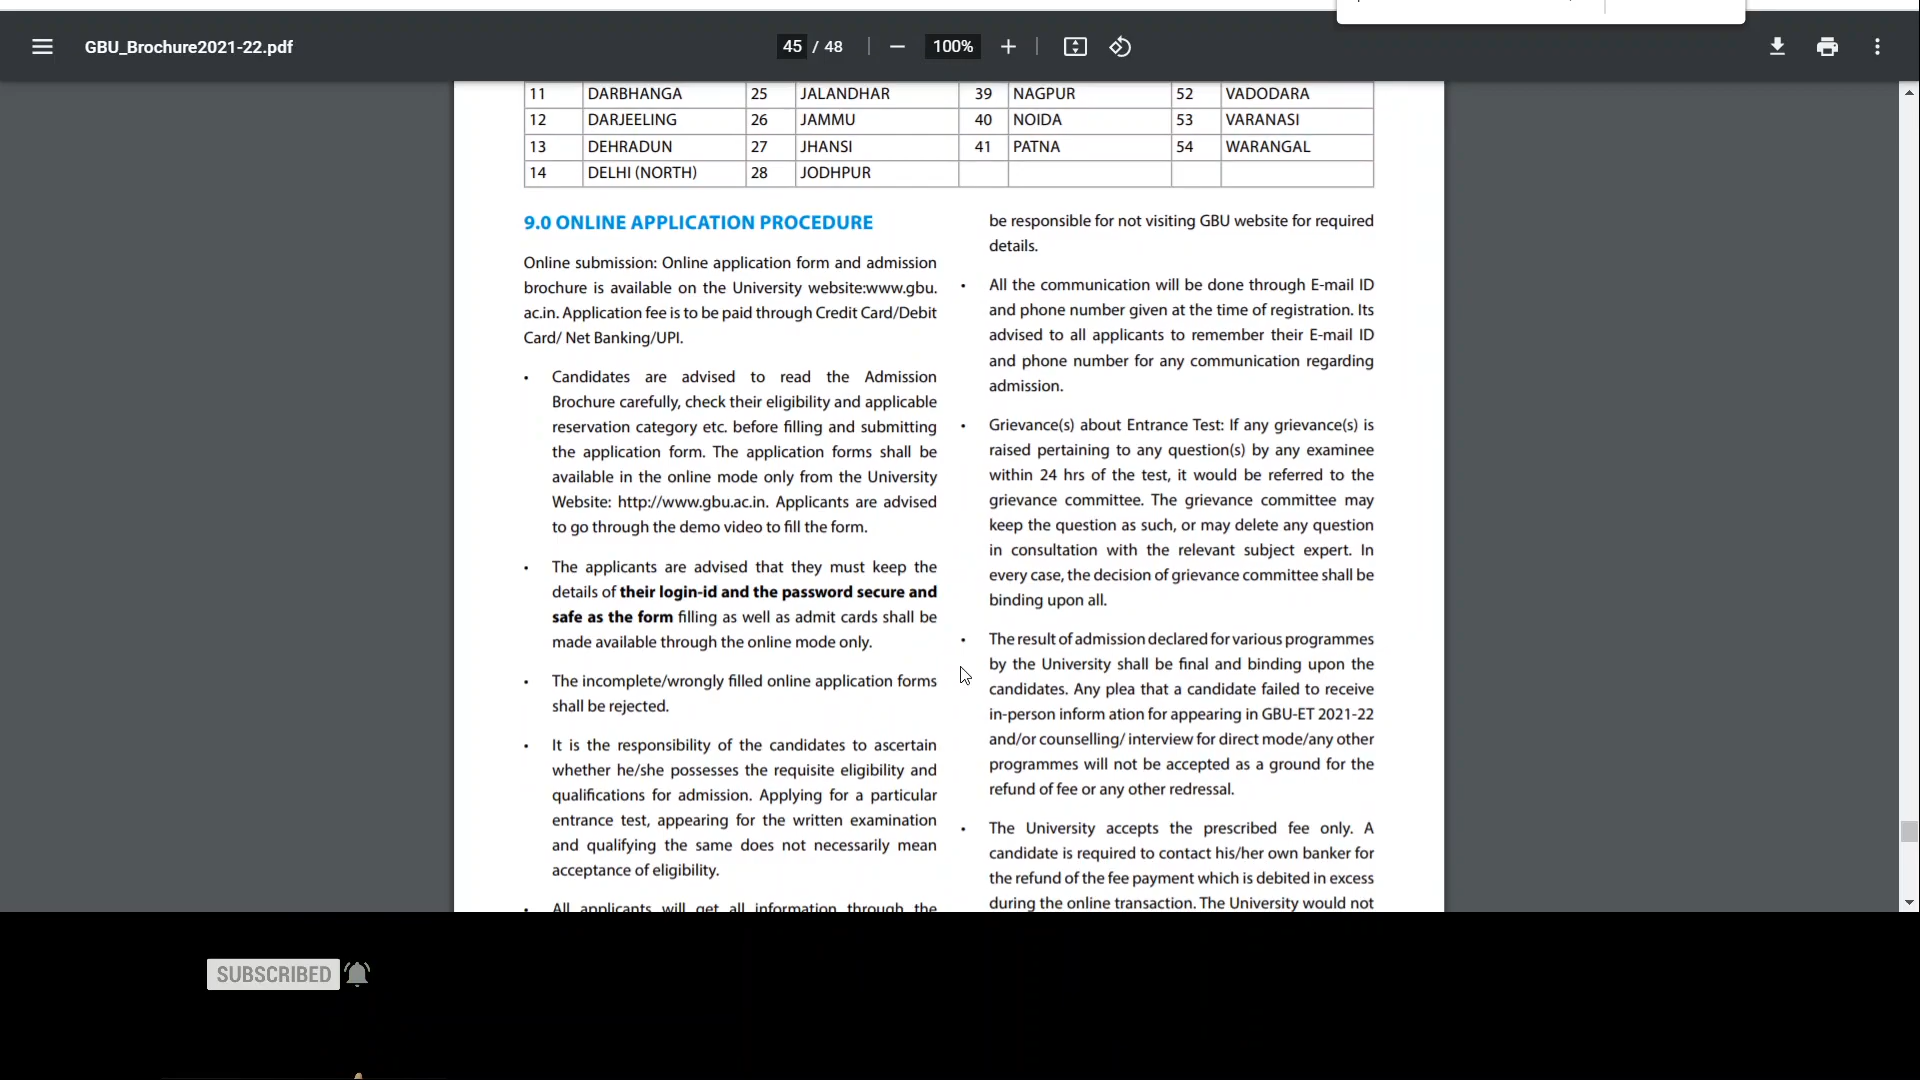 GBU_Brochure2021-22.pdf
45 / 48
100%
11 DARBHANGA 25 JALANDHAR 39 NAGPUR 52 VADODARA
12 DARJEELING 26 JAMMU 40 NOIDA 53 VARANASI
13 DEHRADUN 27 JHANSI 41 PATNA 54 WARANGAL
14 DELHI (NORTH) 28 JODHPUR
9.0 ONLINE APPLICATION PROCEDURE
Online submission: Online application form and admission
brochure is available on the University website:www.gbu.
ac.in. Application fee is to be paid through Credit Card/Debit
Card/ Net Banking/UPI.
• Candidates are advised to read the Admission
Brochure carefully, check their eligibility and applicable
reservation category etc. before filling and submitting
the application form. The application forms shall be
available in the online mode only from the University
Website: http://www.gbu.ac.in. Applicants are advised
to go through the demo video to fill the form.
• The applicants are advised that they must keep the
details of their login-id and the password secure and
safe as the form filling as well as admit cards shall be
made available through the online mode only.
• The incomplete/wrongly filled online application forms
shall be rejected.
• It is the responsibility of the candidates to ascertain
whether he/she possesses the requisite eligibility and
qualifications for admission. Applying for a particular
entrance test, appearing for the written examination
and qualifying the same does not necessarily mean
acceptance of eligibility.
• All applicants will get all information through the
be responsible for not visiting GBU website for required
details.
• All the communication will be done through E-mail ID
and phone number given at the time of registration. Its
advised to all applicants to remember their E-mail ID
and phone number for any communication regarding
admission.
• Grievance(s) about Entrance Test: If any grievance(s) is
raised pertaining to any question(s) by any examinee
within 24 hrs of the test, it would be referred to the
grievance committee. The grievance committee may
keep the question as such, or may delete any question
in consultation with the relevant subject expert. In
every case, the decision of grievance committee shall be
binding upon all.
• The result of admission declared for various programmes
by the University shall be final and binding upon the
candidates. Any plea that a candidate failed to receive
in-person inform ation for appearing in GBU-ET 2021-22
and/or counselling/ interview for direct mode/any other
programmes will not be accepted as a ground for the
refund of fee or any other redressal.
• The University accepts the prescribed fee only. A
candidate is required to contact his/her own banker for
the refund of the fee payment which is debited in excess
during the online transaction. The University would not
SUBSCRIBED